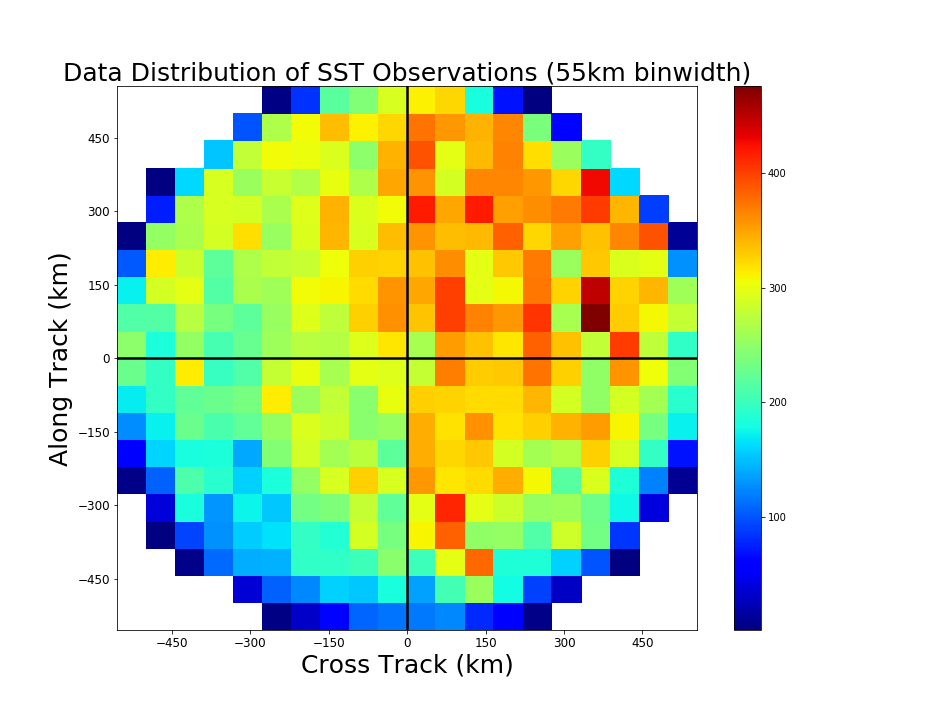 Data Distribution of SST Observations (55km binwidth)
Along Track (km)
450
300
150
0
−150
−300
−450
−450 −300 −150 0 150 300 450
Cross Track (km)
400
300
200
100